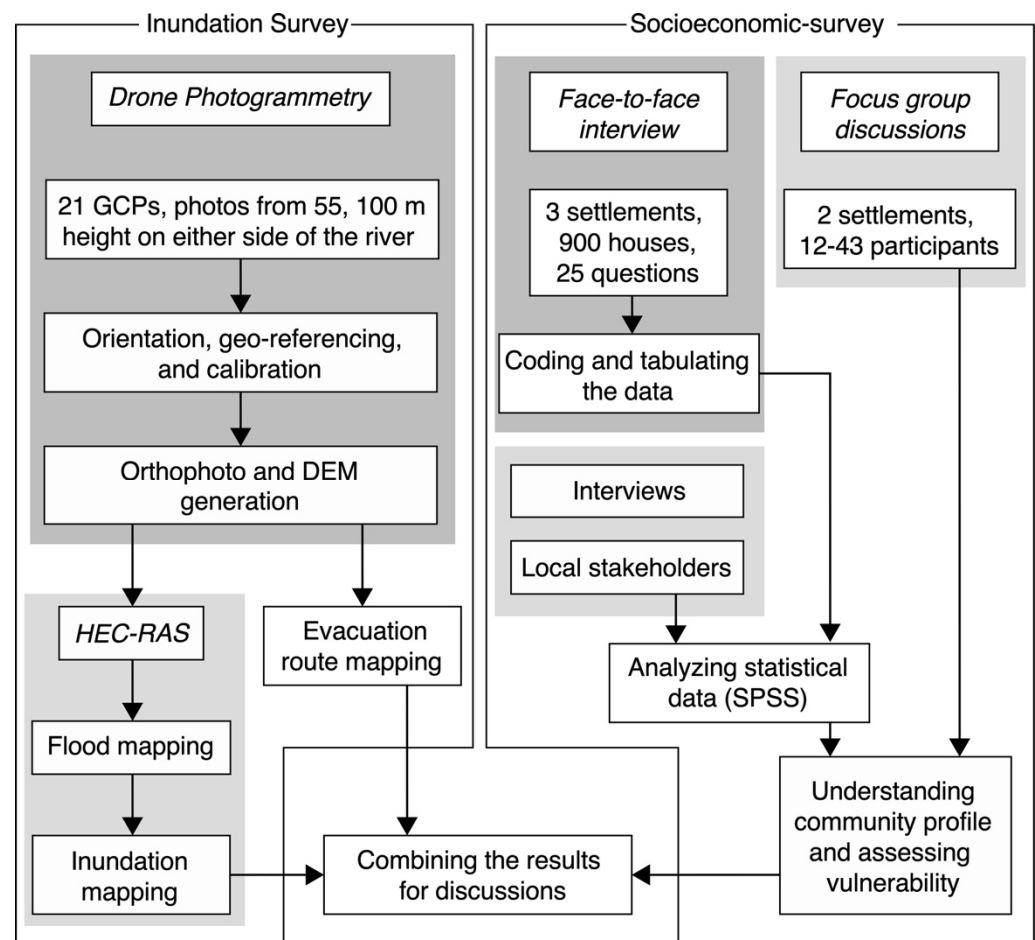 Inundation Survey
Drone Photogrammetry
21 GCPs, photos from 55, 100 m
height on either side of the river
Orientation, geo-referencing,
and calibration
Orthophoto and DEM
generation
HEC-RAS
Flood mapping
Inundation
mapping
Evacuation
route mapping
Socioeconomic-survey
Face-to-face
interview
3 settlements,
900 houses,
25 questions
Coding and tabulating
the data
Focus group
discussions
2 settlements,
12-43 participants
Interviews
Local stakeholders
Analyzing statistical
data (SPSS)
Understanding
community profile
and assessing
vulnerability
Combining the results
for discussions